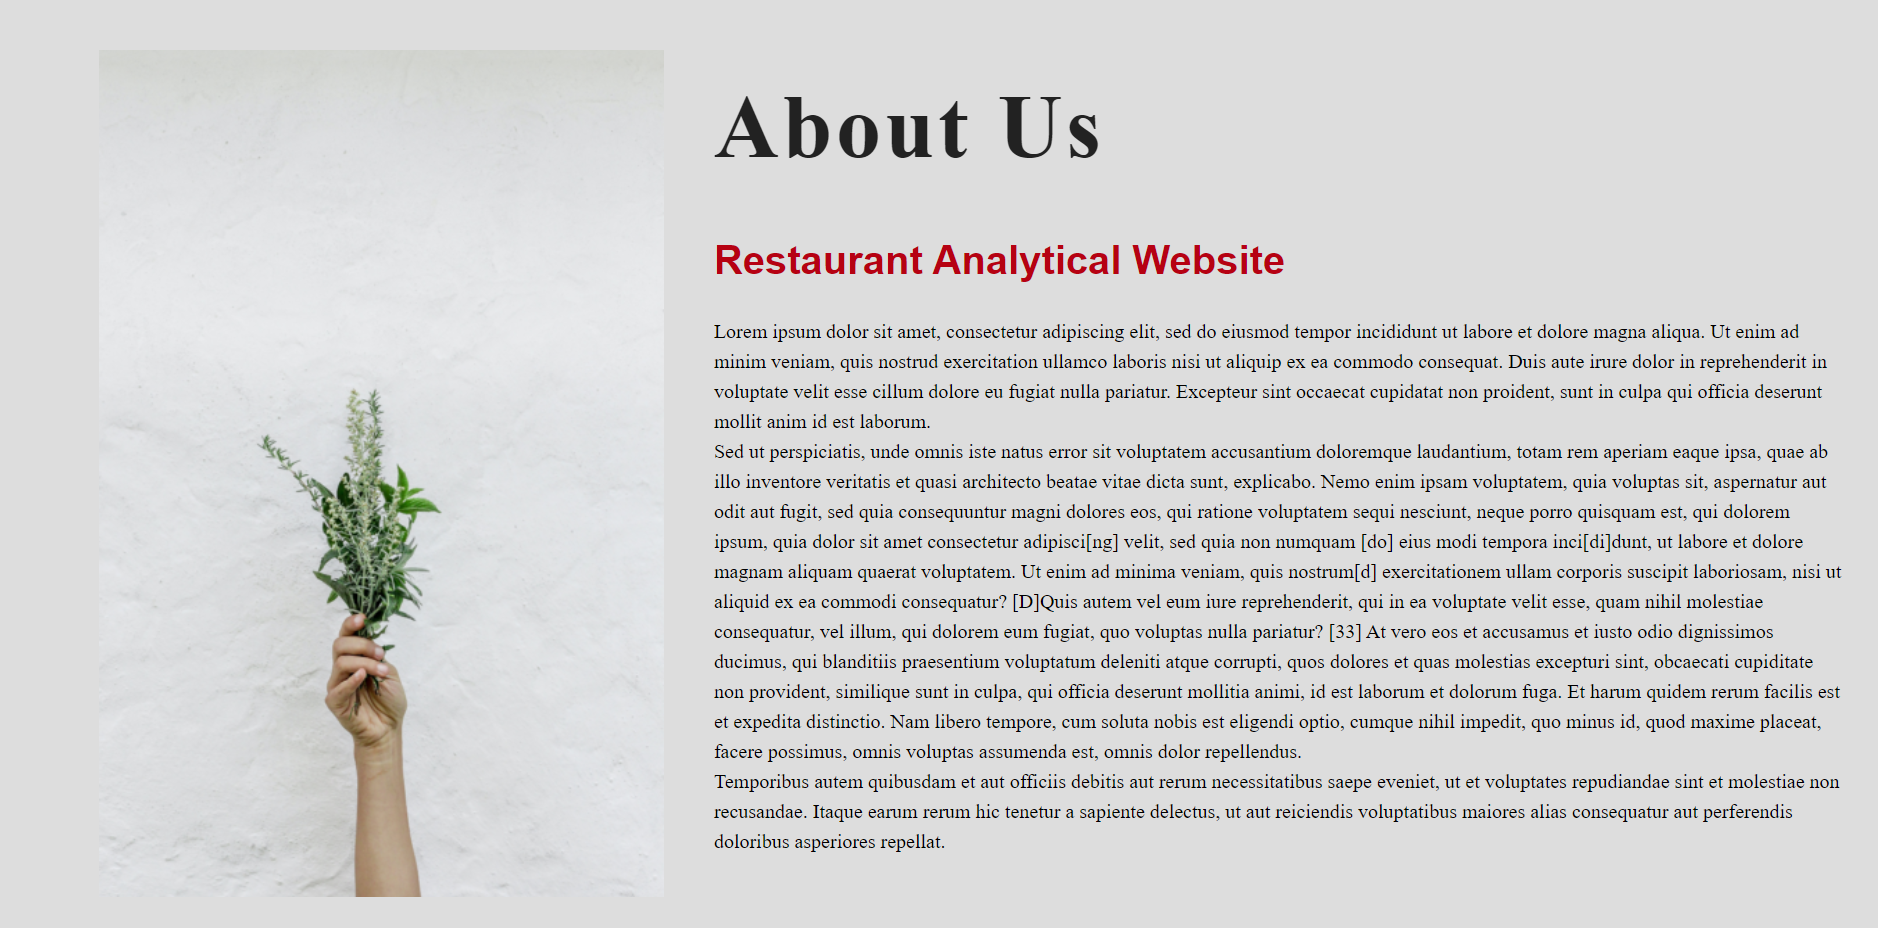 About Us
Restaurant Analytical Website
Lorem ipsum dolor sit amet, consectetur adipiscing elit, sed do eiusmod tempor incididunt ut labore et dolore magna aliqua. Ut enim ad
minim veniam, quis nostrud exercitation ullamco laboris nisi ut aliquip ex ea commodo consequat. Duis aute irure dolor in reprehenderit in
voluptate velit esse cillum dolore eu fugiat nulla pariatur. Excepteur sint occaecat cupidatat non proident, sunt in culpa qui officia deserunt
mollit anim id est laborum.
Sed ut perspiciatis, unde omnis iste natus error sit voluptatem accusantium doloremque laudantium, totam rem aperiam eaque ipsa, quae ab
illo inventore veritatis et quasi architecto beatae vitae dicta sunt, explicabo. Nemo enim ipsam voluptatem, quia voluptas sit, aspernatur aut
odit aut fugit, sed quia consequuntur magni dolores eos, qui ratione voluptatem sequi nesciunt, neque porro quisquam est, qui dolorem
ipsum, quia dolor sit amet consectetur adipisci[ng] velit, sed quia non numquam [do] eius modi tempora inci[di]dunt, ut labore et dolore
magnam aliquam quaerat voluptatem. Ut enim ad minima veniam, quis nostrum[d] exercitationem ullam corporis suscipit laboriosam, nisi ut
aliquid ex ea commodi consequatur? [D]Quis autem vel eum iure reprehenderit, qui in ea voluptate velit esse, quam nihil molestiae
consequatur, vel illum, qui dolorem eum fugiat, quo voluptas nulla pariatur? [33] At vero eos et accusamus et iusto odio dignissimos
ducimus, qui blanditiis praesentium voluptatum deleniti atque corrupti, quos dolores et quas molestias excepturi sint, obcaecati cupiditate
non provident, similique sunt in culpa, qui officia deserunt mollitia animi, id est laborum et dolorum fuga. Et harum quidem rerum facilis est
et expedita distinctio. Nam libero tempore, cum soluta nobis est eligendi optio, cumque nihil impedit, quo minus id, quod maxime placeat,
facere possimus, omnis voluptas assumenda est, omnis dolor repellendus.
Temporibus autem quibusdam et aut officiis debitis aut rerum necessitatibus saepe eveniet, ut et voluptates repudiandae sint et molestiae non
recusandae. Itaque earum rerum hic tenetur a sapiente delectus, ut aut reiciendis voluptatibus maiores alias consequatur aut perferendis
doloribus asperiores repellat.